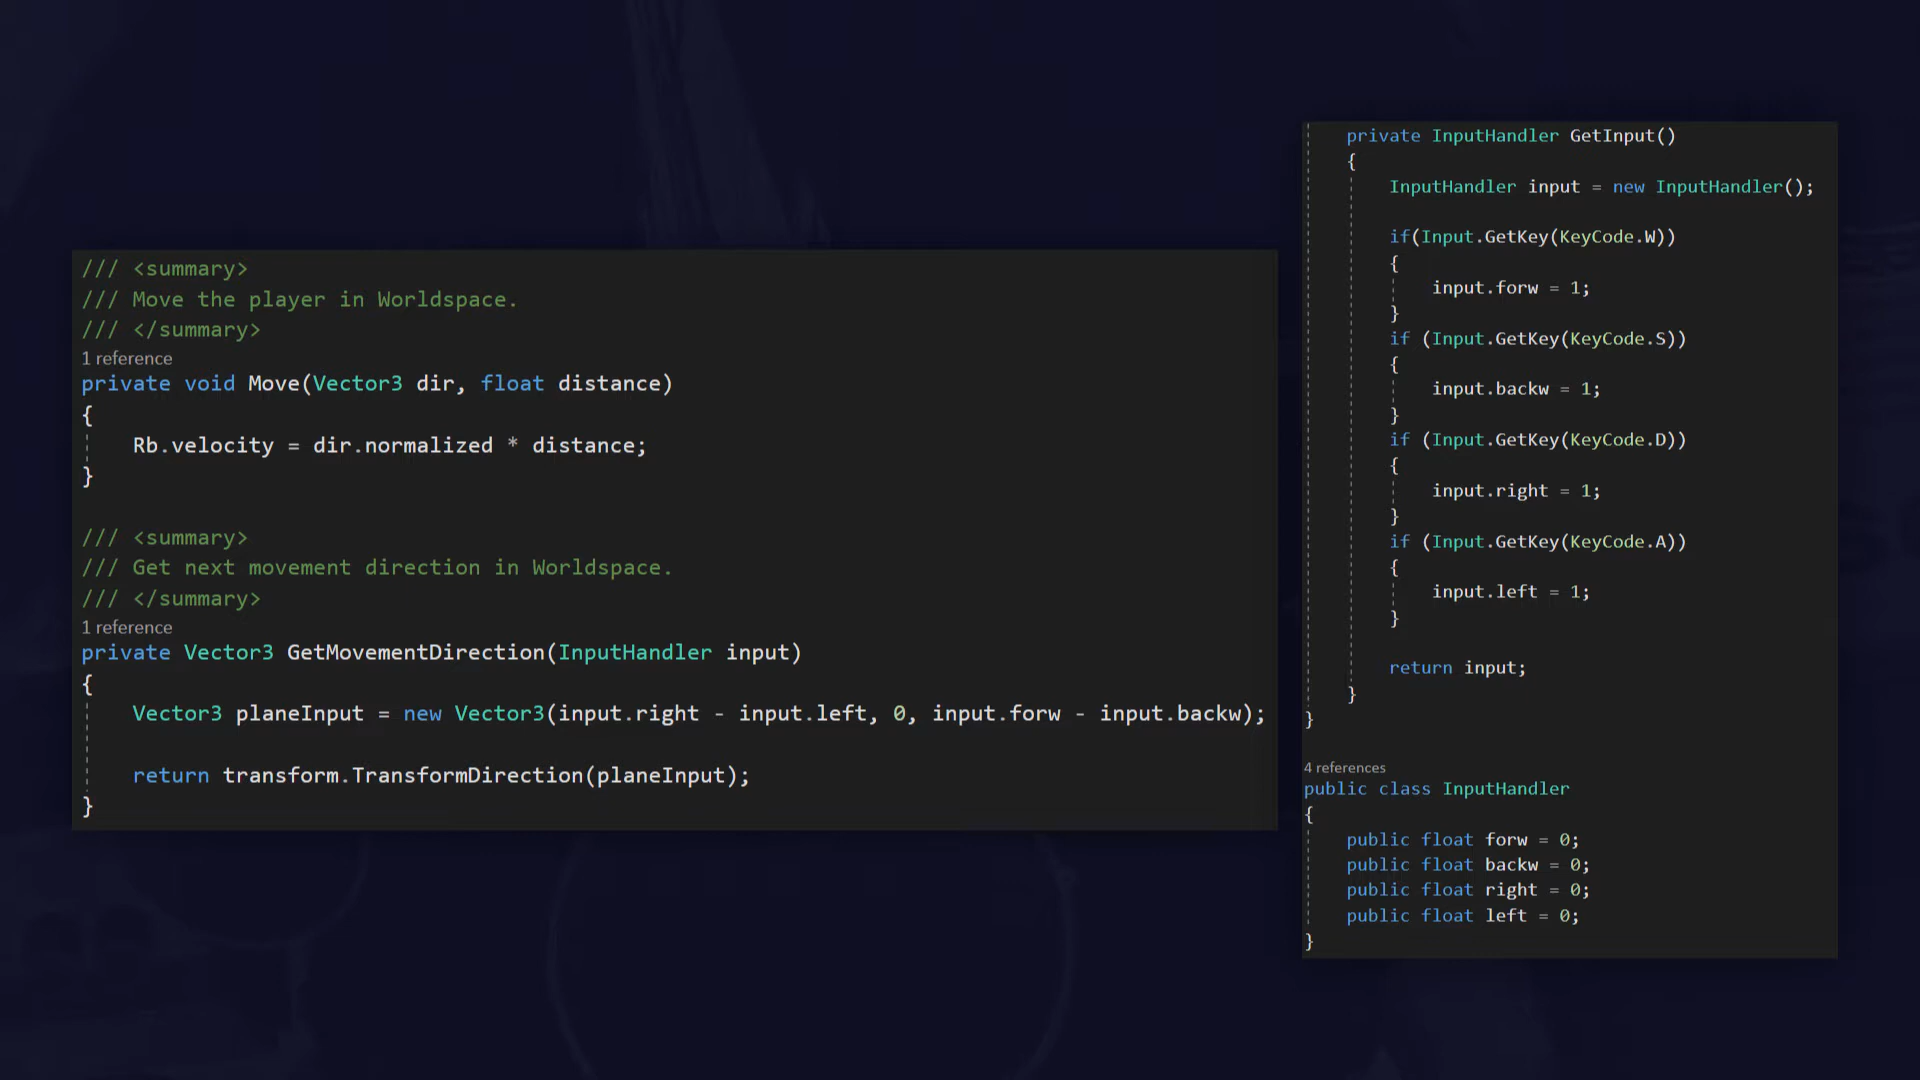 /// <summary>
/// Move the player in Worldspace.
/// </summary>
1 reference
private void Move(Vector3 dir, float distance)
{
    Rb.velocity = dir.normalized * distance;
}
/// <summary>
/// Get next movement direction in Worldspace.
/// </summary>
1 reference
private Vector3 GetMovementDirection(InputHandler input)
{
    Vector3 planeInput = new Vector3(input.right - input.left, 0, input.forw - input.backw);
    return transform.TransformDirection(planeInput);
}
    private InputHandler GetInput()
    {
        InputHandler input = new InputHandler();
        if(Input.GetKey(KeyCode.W))
        {
            input.forw = 1;
        }
        if (Input.GetKey(KeyCode.S))
        {
            input.backw = 1;
        }
        if (Input.GetKey(KeyCode.D))
        {
            input.right = 1;
        }
        if (Input.GetKey(KeyCode.A))
        {
            input.left = 1;
        }
        return input;
    }
}
4 references
public class InputHandler
{
    public float forw = 0;
    public float backw = 0;
    public float right = 0;
    public float left = 0;
}